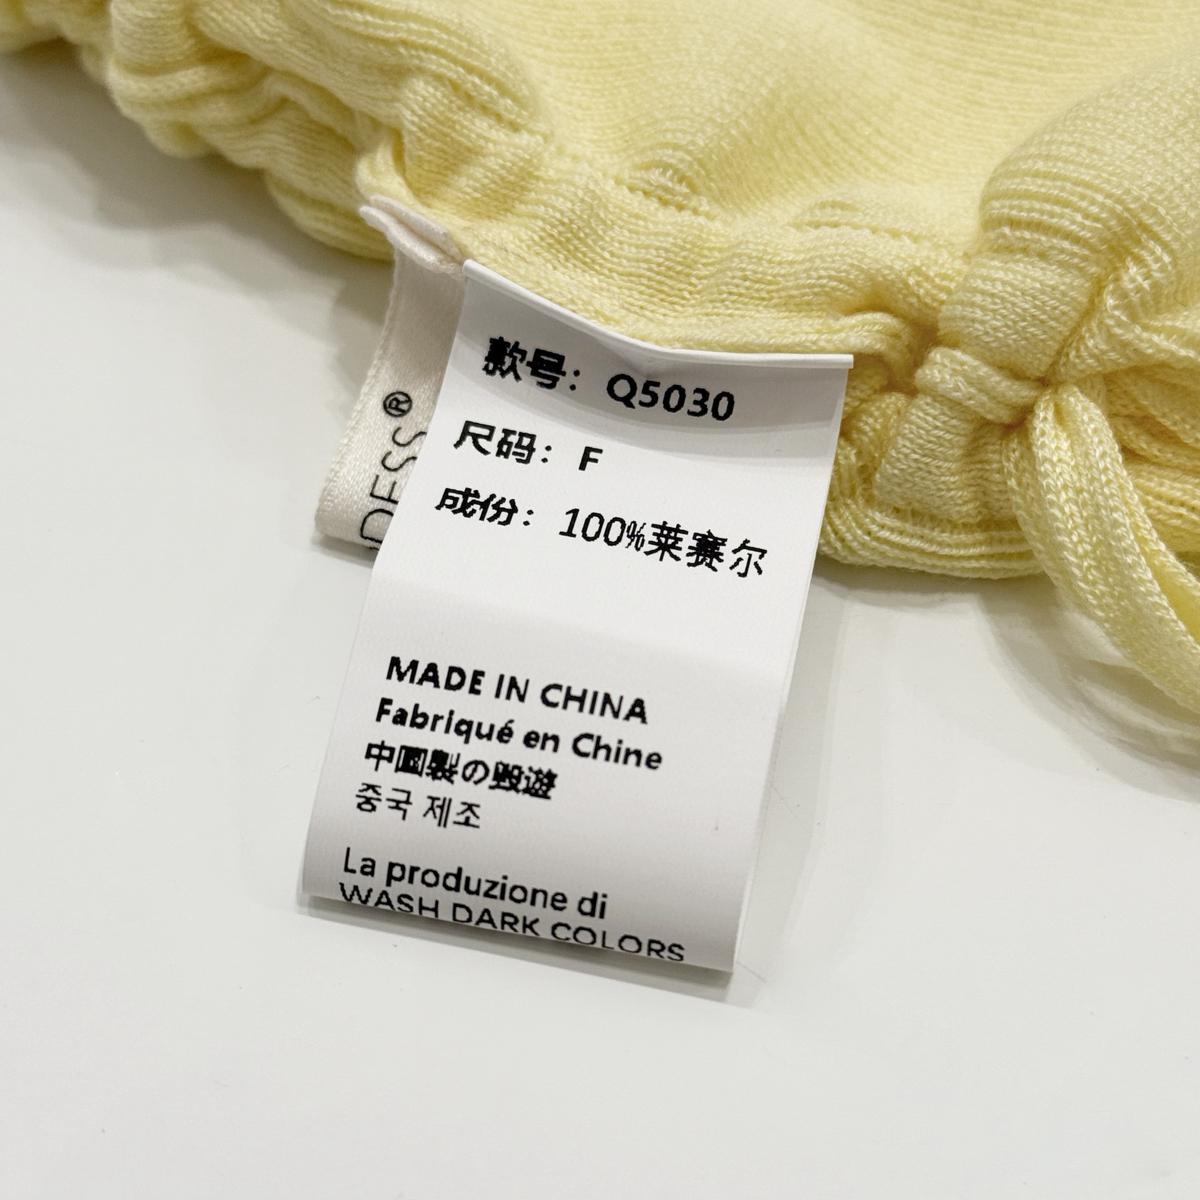 款号：Q5030
尺码：F
成份：100%莱赛尔
MADE IN CHINA
Fabriqué en Chine
中國製の毀遊
중국 제조
La produzione di
WASH DARK COLORS
DESS®